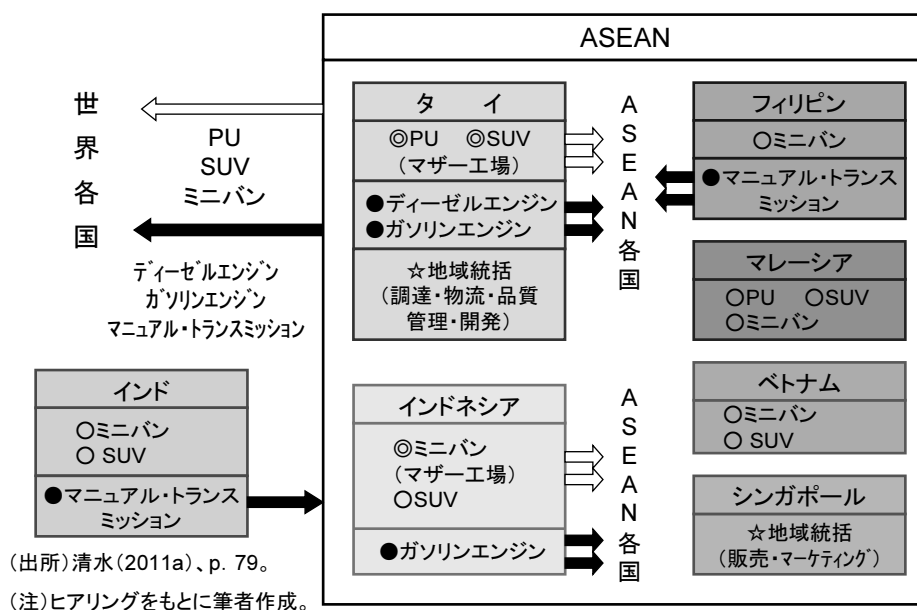 ASEAN
世界各国
PU
SUV
ミニバン
ディーゼルエンジン
ガソリンエンジン
マニュアル・トランスミッション
タ イ
◎PU ◎SUV
(マザー工場)
●ディーゼルエンジン
●ガソリンエンジン
☆地域統括
(調達・物流・品質
管理・開発)
ASEAN各国
フィリピン
○ミニバン
●マニュアル・トランス
ミッション
マレーシア
○PU ○SUV
○ミニバン
インド
○ミニバン
○ SUV
●マニュアル・トランス
ミッション
インドネシア
◎ミニバン
(マザー工場)
○SUV
●ガソリンエンジン
ASEAN各国
ベトナム
○ミニバン
○ SUV
シンガポール
☆地域統括
(販売・マーケティング)
(出所)清水(2011a)、p. 79。
(注)ヒアリングをもとに筆者作成。